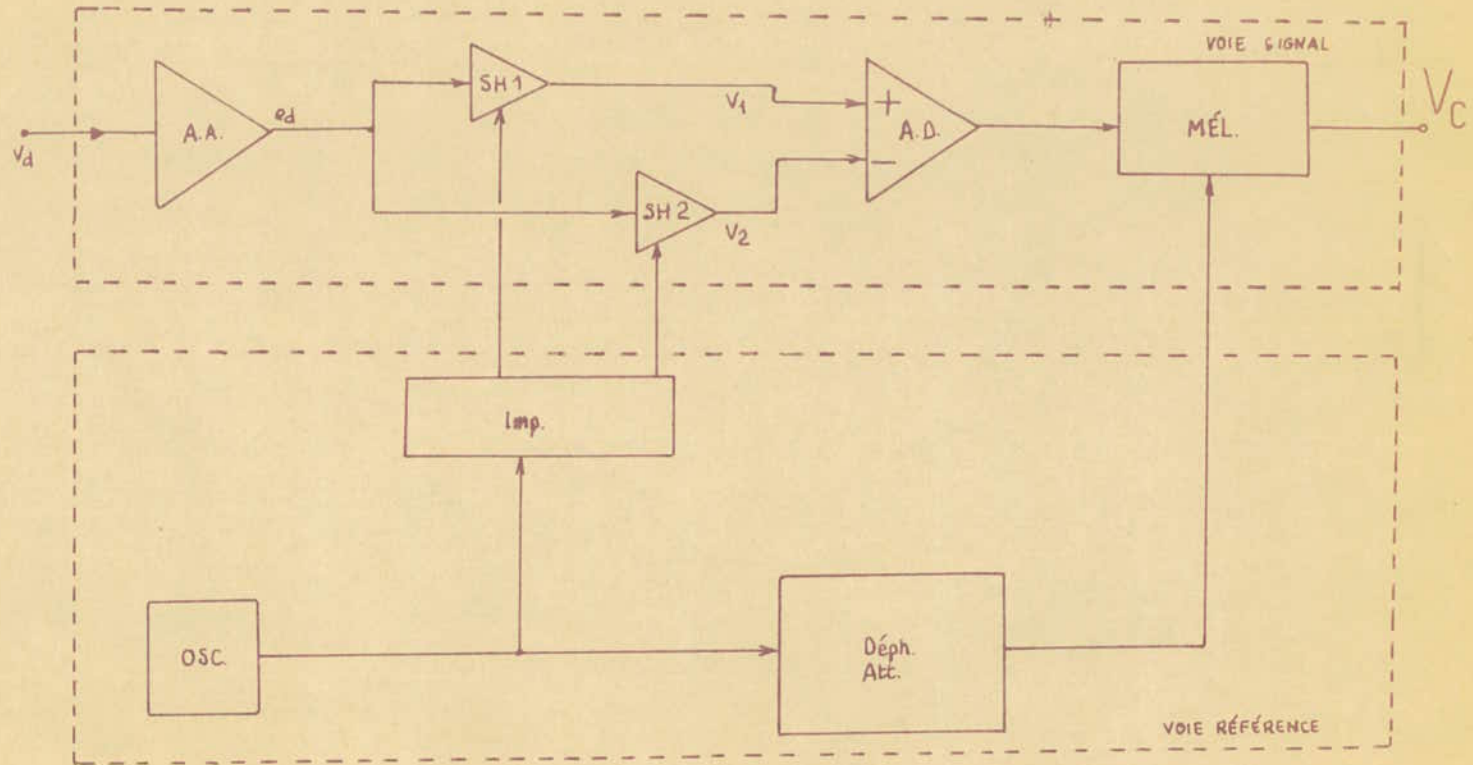 VOIE SIGNAL
SH 1
V1
VC
Vd
A.A.
ed
+
A.D.
−
MÉL.
SH 2
V2
Imp.
OSC.
Déph.
Att.
VOIE RÉFÉRENCE